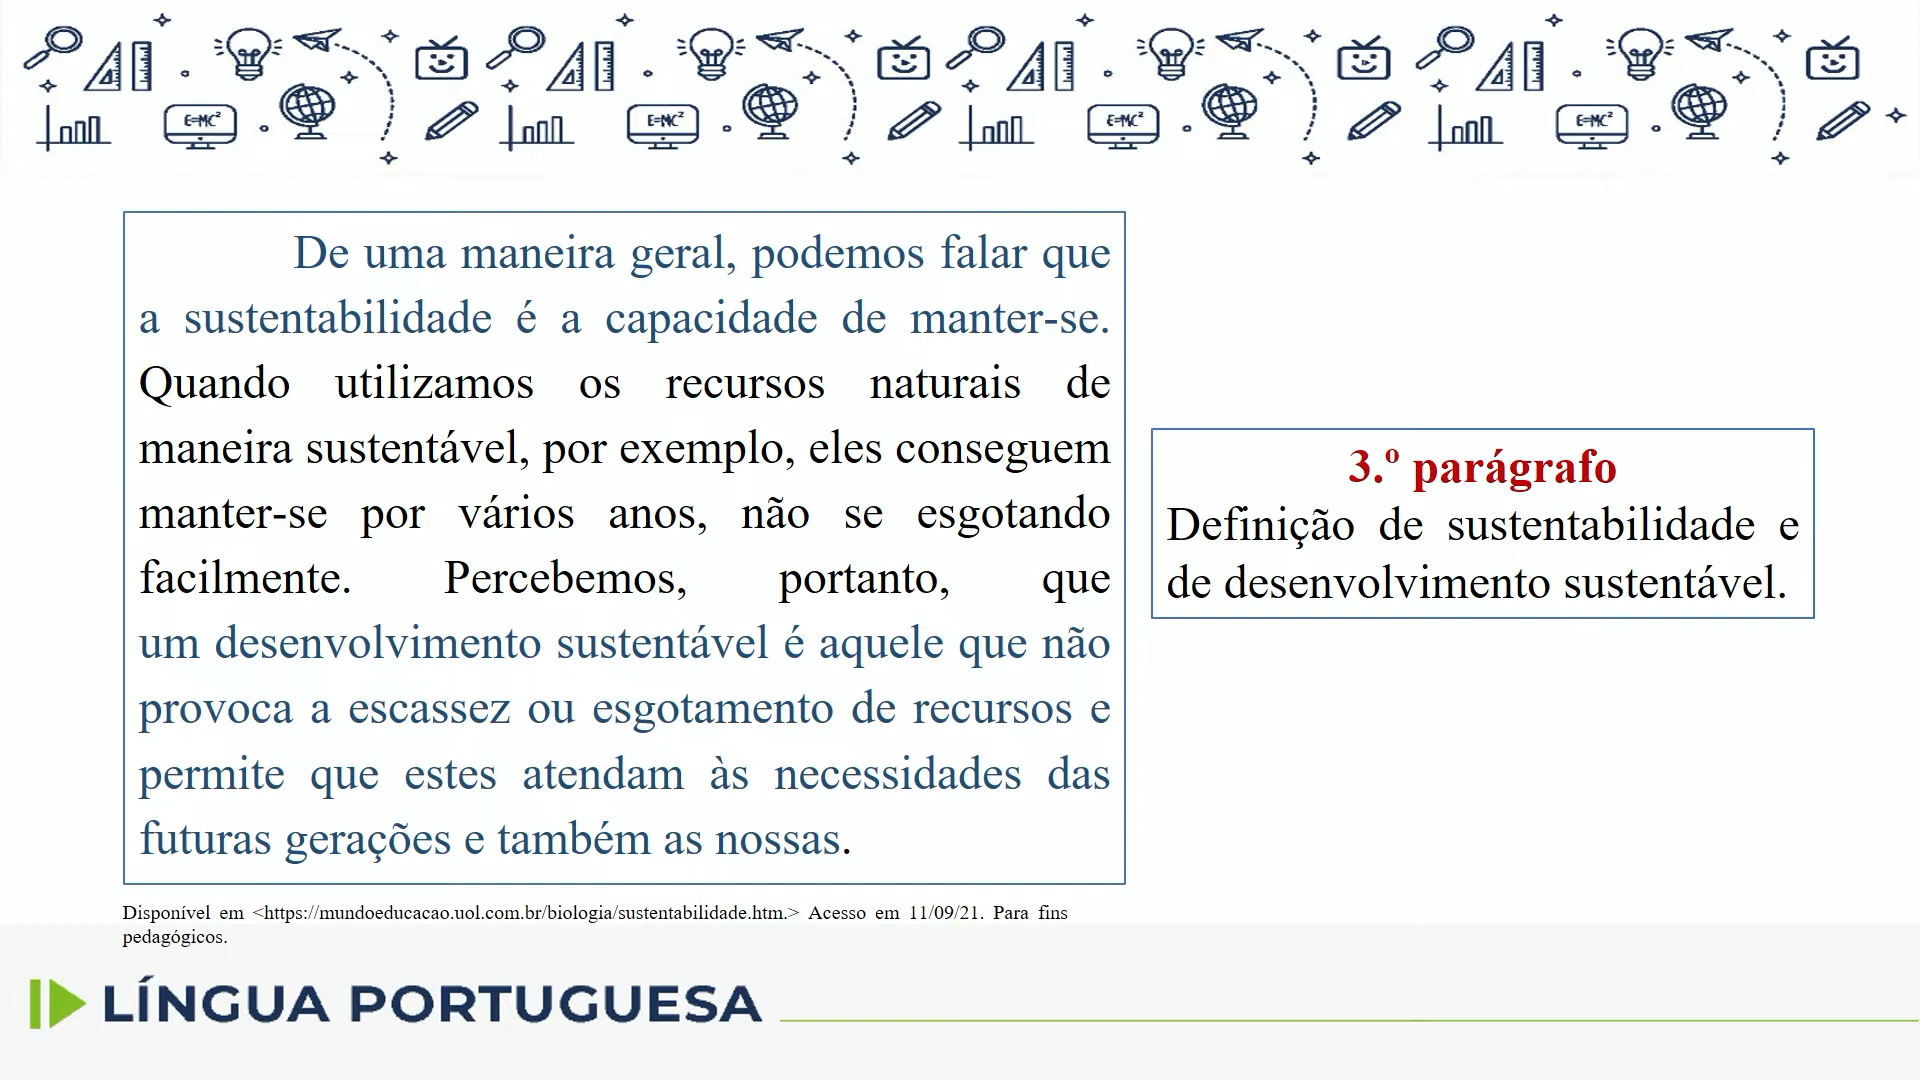 E=MC²
E=MC²
E=MC²
E=MC²
De uma maneira geral, podemos falar que
a sustentabilidade é a capacidade de manter-se.
Quando utilizamos os recursos naturais de
maneira sustentável, por exemplo, eles conseguem
manter-se por vários anos, não se esgotando
facilmente. Percebemos, portanto, que
um desenvolvimento sustentável é aquele que não
provoca a escassez ou esgotamento de recursos e
permite que estes atendam às necessidades das
futuras gerações e também as nossas.
3.º parágrafo
Definição de sustentabilidade e
de desenvolvimento sustentável.
Disponível em <https://mundoeducacao.uol.com.br/biologia/sustentabilidade.htm.> Acesso em 11/09/21. Para fins
pedagógicos.
LÍNGUA PORTUGUESA